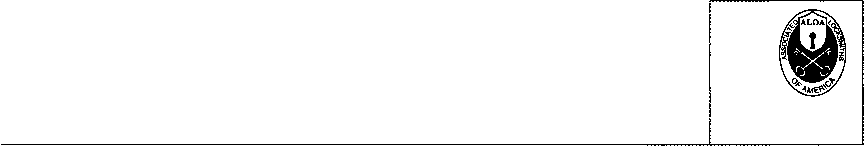 ALOA
ASSOCIATED LOCKSMITHS
OF AMERICA